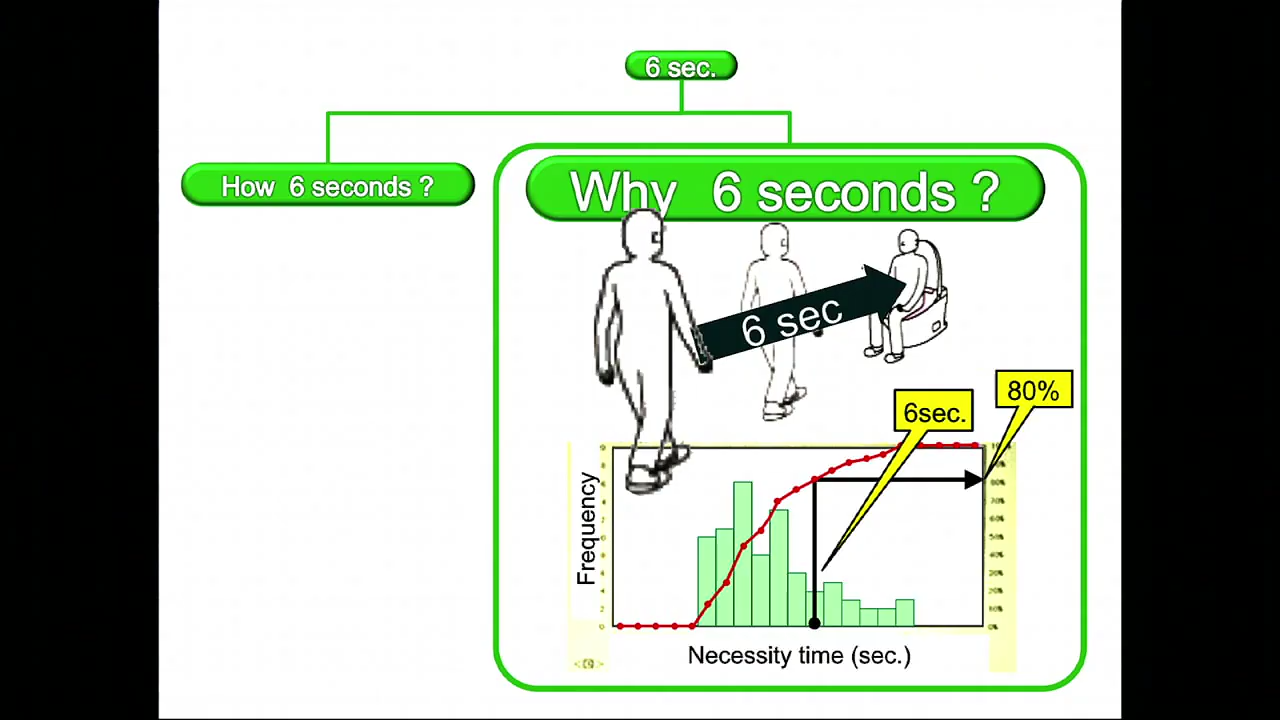 6 sec.
How 6 seconds ?
Why 6 seconds ?
6 sec
80%
6sec.
Frequency
Necessity time (sec.)